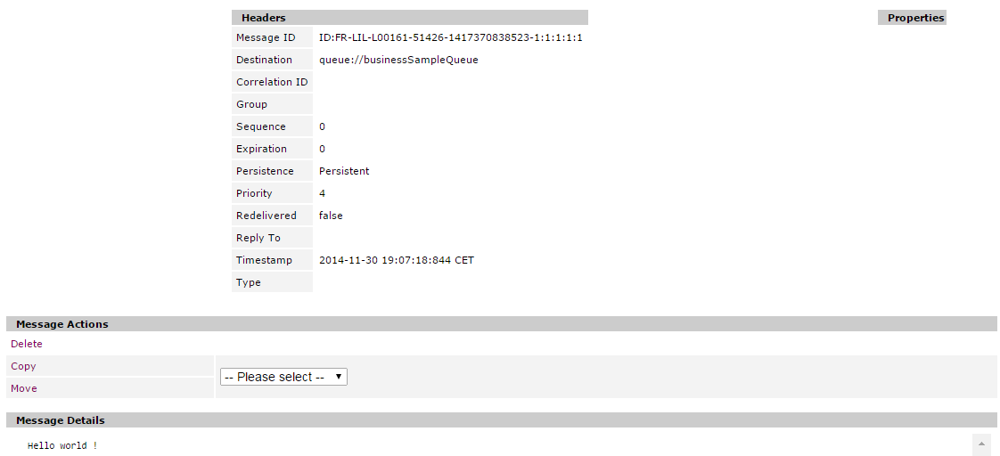 Headers Properties
Message ID ID:FR-LIL-L00161-51426-1417370838523-1:1:1:1:1
Destination queue://businessSampleQueue
Correlation ID
Group
Sequence 0
Expiration 0
Persistence Persistent
Priority 4
Redelivered false
Reply To
Timestamp 2014-11-30 19:07:18:844 CET
Type
Message Actions
Delete
Copy
-- Please select --
Move
Message Details
Hello world !